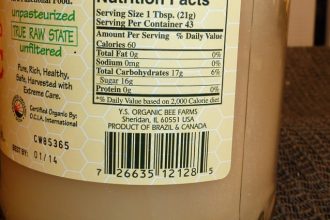 Functional Food.
unpasteurized
TRUE RAW STATE
unfiltered
Pure, Rich, Healthy,
Safe, Harvested with
Extreme Care.
Certified Organic By:
O.C.I.A. International
CW85365
BEST BY: 01/14
Nutrition Facts
Serving Size 1 Tbsp. (21g)
Serving Per Container 43
Amount Per Serving % Daily Value
Calories 60
Total Fat 0g 0%
Sodium 0mg 0%
Total Carbohydrates 17g 6%
Sugar 16g
Protein 0g 0%
*% Daily Value based on 2,000 Calorie diet
Y.S. ORGANIC BEE FARMS
Sheridan, IL 60551 USA
PRODUCT OF BRAZIL & CANADA
7 26635 12128 5